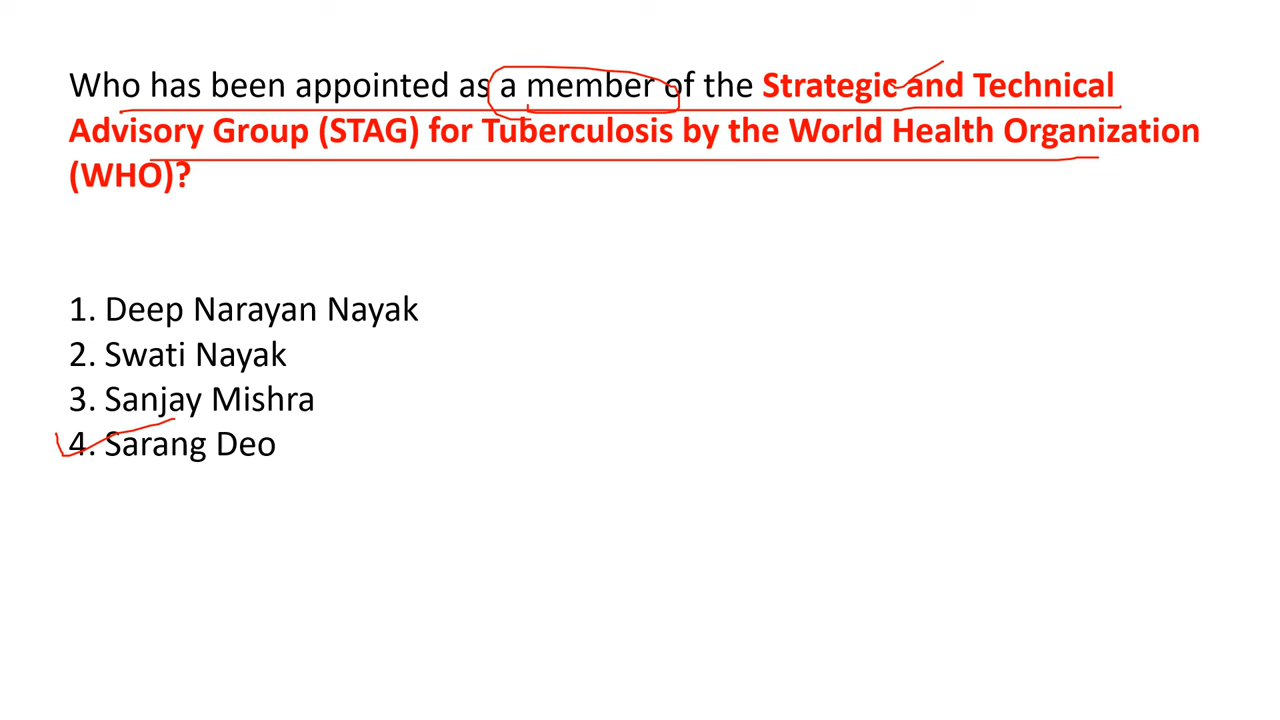 Who has been appointed as a member of the Strategic and Technical
Advisory Group (STAG) for Tuberculosis by the World Health Organization
(WHO)?
1. Deep Narayan Nayak
2. Swati Nayak
3. Sanjay Mishra
4. Sarang Deo